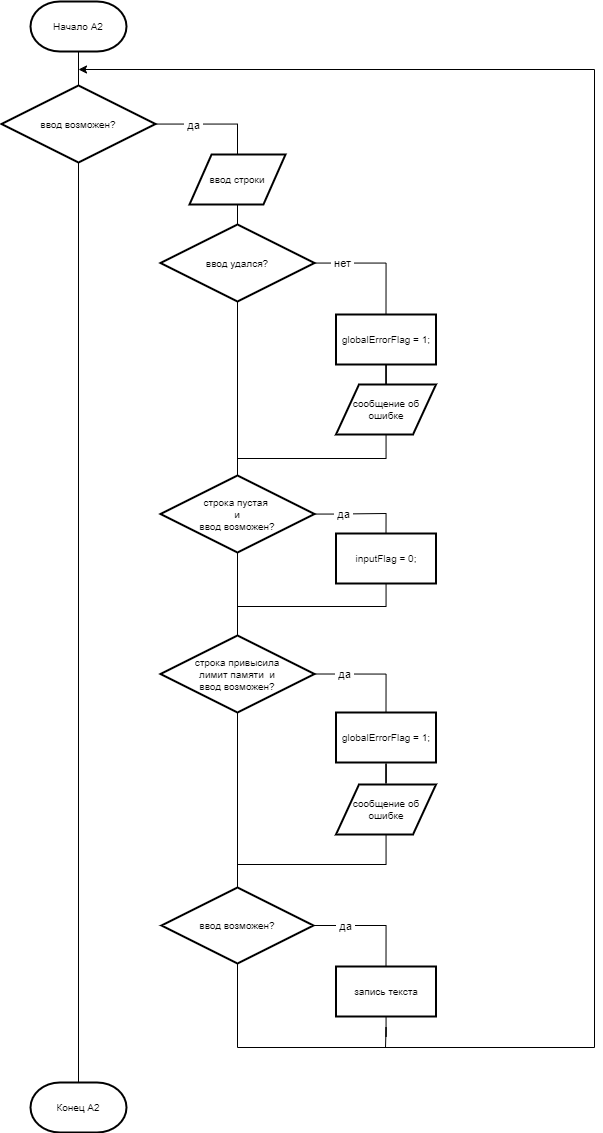 Начало А2
ввод возможен?
да
ввод строки
ввод удался?
нет
globalErrorFlag = 1;
сообщение об
ошибке
строка пустая
и
ввод возможен?
да
inputFlag = 0;
строка привысила
лимит памяти и
ввод возможен?
да
globalErrorFlag = 1;
сообщение об
ошибке
ввод возможен?
да
запись текста
Конец А2